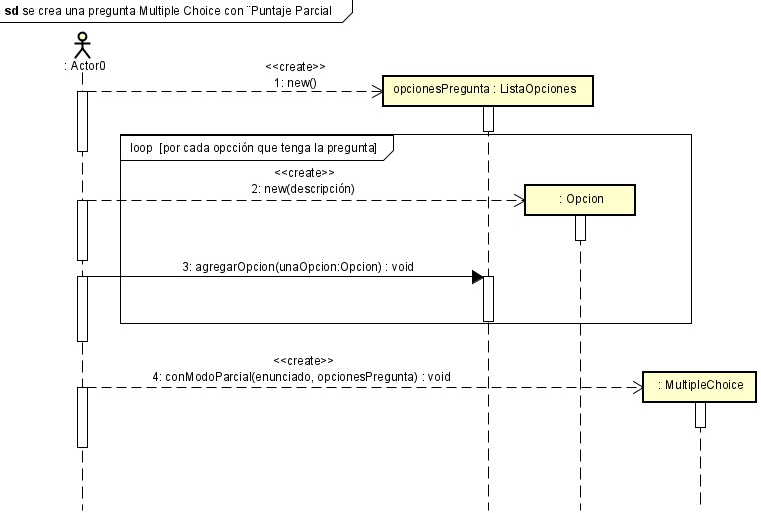 sd se crea una pregunta Multiple Choice con ¨Puntaje Parcial
: Actor0
<<create>>
1: new()
opcionesPregunta : ListaOpciones
loop [por cada opcción que tenga la pregunta]
<<create>>
2: new(descripción)
: Opcion
3: agregarOpcion(unaOpcion:Opcion) : void
<<create>>
4: conModoParcial(enunciado, opcionesPregunta) : void
: MultipleChoice